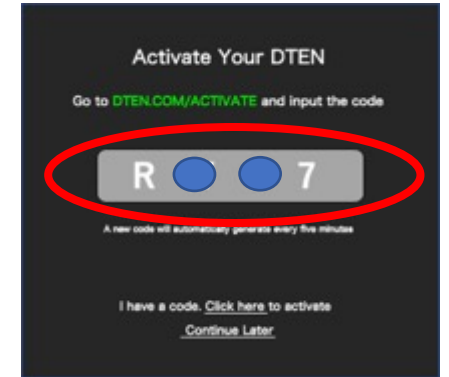 Activate Your DTEN
Go to DTEN.COM/ACTIVATE and input the code
R 7
A new code will automatically generate every five minutes
I have a code. Click here to activate
Continue Later